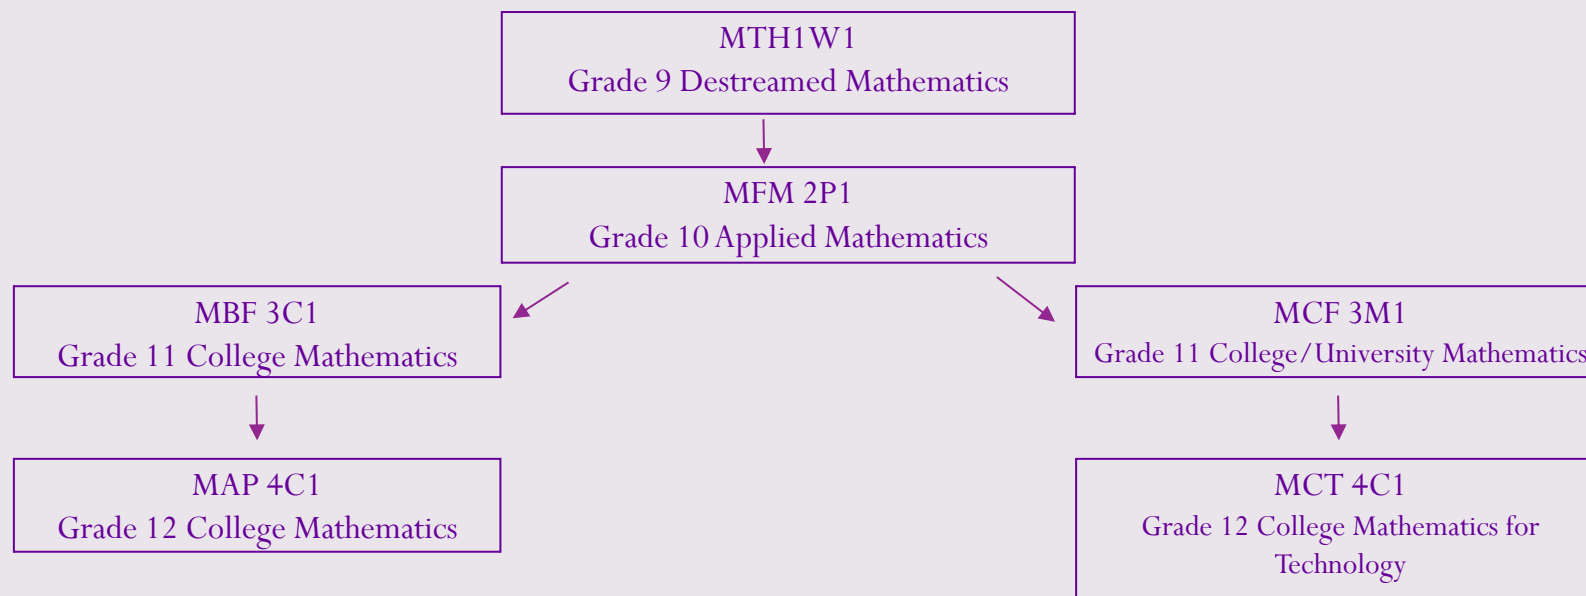 MTH1W1
Grade 9 Destreamed Mathematics
MFM 2P1
Grade 10 Applied Mathematics
MBF 3C1
Grade 11 College Mathematics
MCF 3M1
Grade 11 College/University Mathematics
MAP 4C1
Grade 12 College Mathematics
MCT 4C1
Grade 12 College Mathematics for
Technology